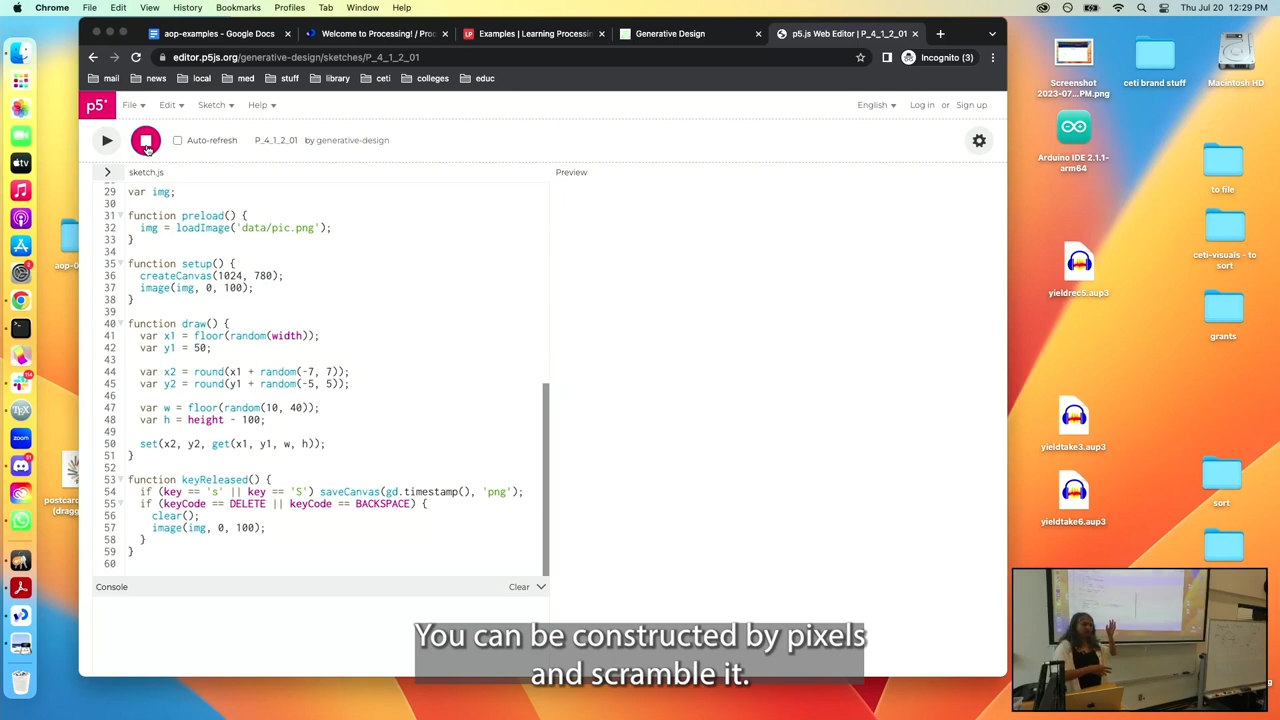 Chrome File Edit View History Bookmarks Profiles Tab Window Help Thu Jul 20 12:29 PM
aop-examples - Google Docs Welcome to Processing! / Proc Examples | Learning Processin Generative Design p5.js Web Editor | P_4_1_2_01
editor.p5js.org/generative-design/sketches/P_4_1_2_01 Incognito (3)
mail news local med stuff library ceti colleges educ
p5* File Edit Sketch Help English Log in or Sign up
Auto-refresh P_4_1_2_01 by generative-design
sketch.js Preview
29 var img;
30
31 function preload() {
32 img = loadImage('data/pic.png');
33 }
34
35 function setup() {
36 createCanvas(1024, 780);
37 image(img, 0, 100);
38 }
39
40 function draw() {
41 var x1 = floor(random(width));
42 var y1 = 50;
43
44 var x2 = round(x1 + random(-7, 7));
45 var y2 = round(y1 + random(-5, 5));
46
47 var w = floor(random(10, 40));
48 var h = height - 100;
49
50 set(x2, y2, get(x1, y1, w, h));
51 }
52
53 function keyReleased() {
54 if (key == 's' || key == 'S') saveCanvas(gd.timestamp(), 'png');
55 if (keyCode == DELETE || keyCode == BACKSPACE) {
56 clear();
57 image(img, 0, 100);
58 }
59 }
60
Console Clear
You can be constructed by pixels
and scramble it.
Screenshot
2023-07...PM.png
ceti brand stuff
Macintosh HD
Arduino IDE 2.1.1-
arm64
to file
yieldrec5.aup3
ceti-visuals - to
sort
grants
yieldtake3.aup3
yieldtake6.aup3
sort
aop-
postcar
(dragg
tv
TEX
zoom